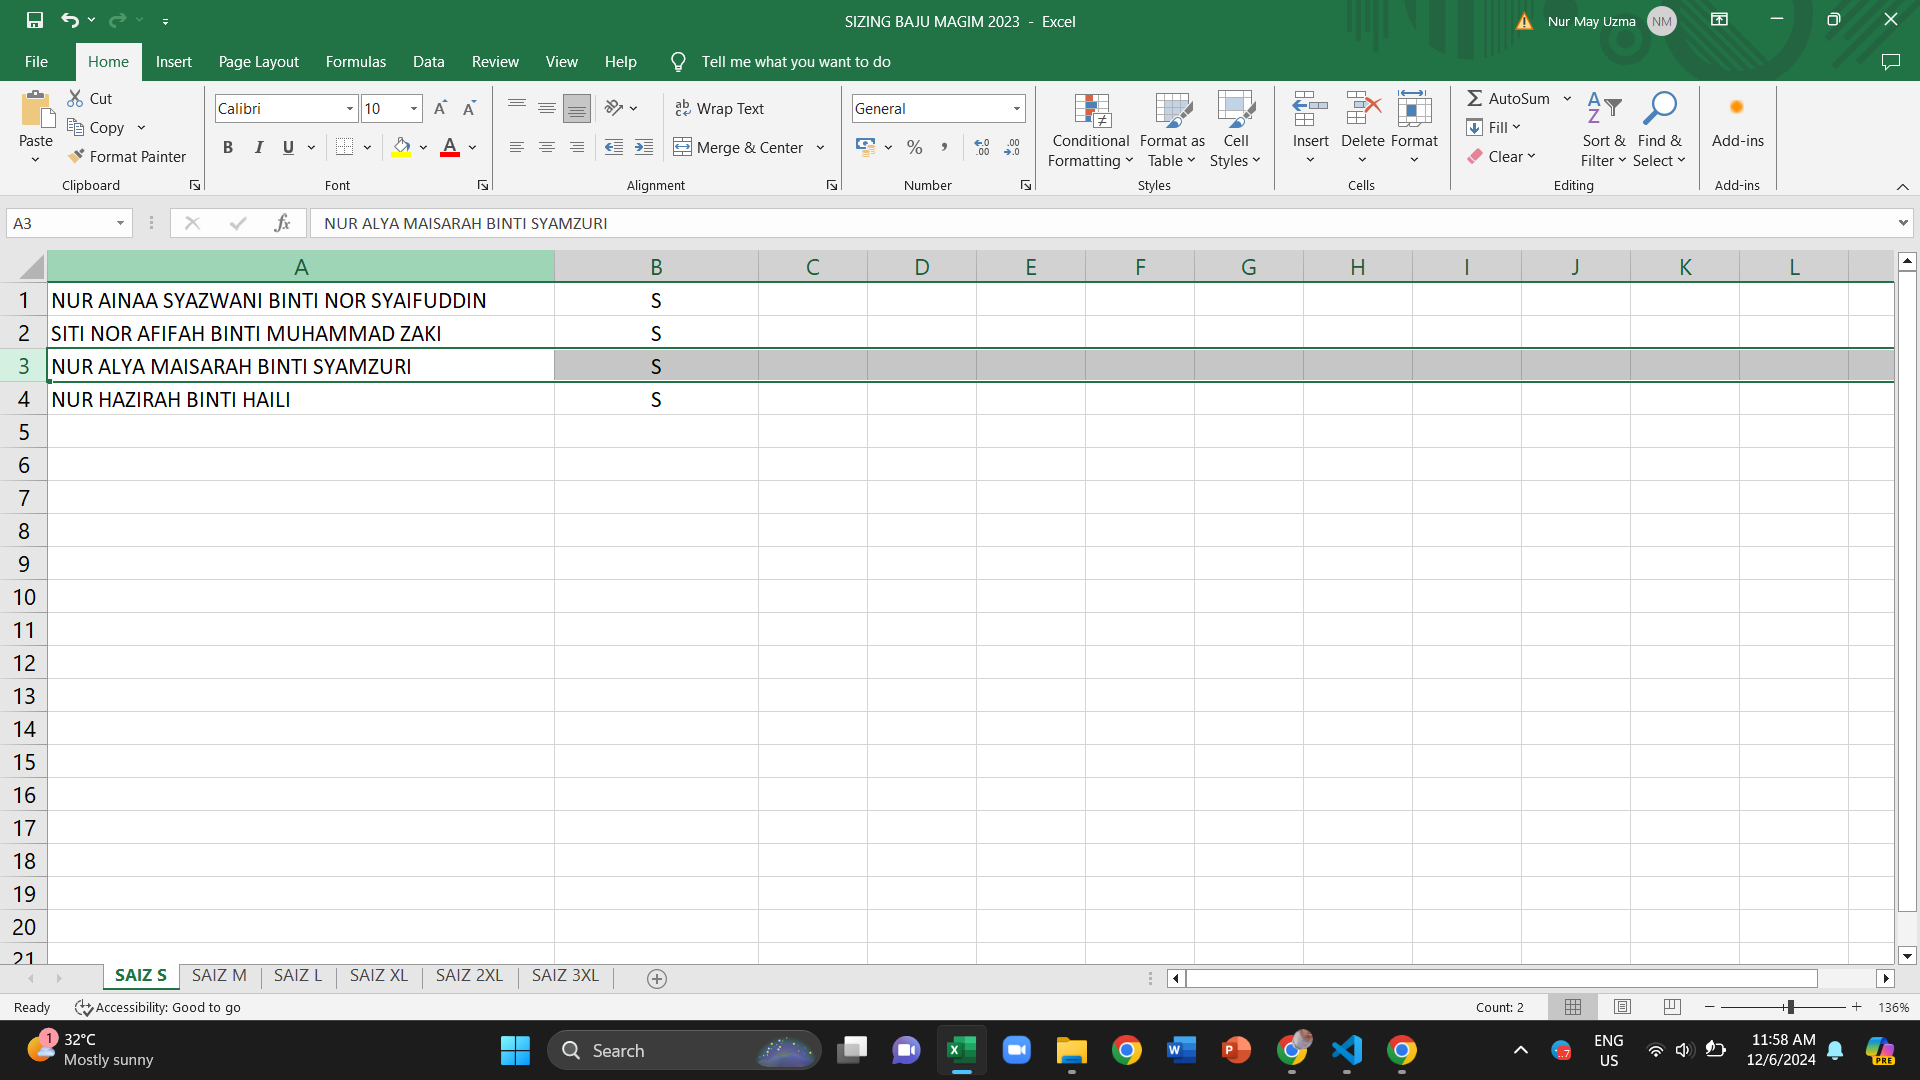 SIZING BAJU MAGIM 2023 - Excel
Nur May Uzma NM
File Home Insert Page Layout Formulas Data Review View Help Tell me what you want to do
Paste
Cut
Copy
Format Painter
Clipboard
Calibri 10
B I U A
Font
Wrap Text
Merge & Center
Alignment
General
Number
Conditional Formatting
Format as Table
Cell Styles
Styles
Insert Delete Format
Cells
AutoSum
Fill
Clear
Sort & Filter
Find & Select
Editing
Add-ins
Add-ins
A3 fx NUR ALYA MAISARAH BINTI SYAMZURI
A B C D E F G H I J K L
1 NUR AINAA SYAZWANI BINTI NOR SYAIFUDDIN S
2 SITI NOR AFIFAH BINTI MUHAMMAD ZAKI S
3 NUR ALYA MAISARAH BINTI SYAMZURI S
4 NUR HAZIRAH BINTI HAILI S
5
6
7
8
9
10
11
12
13
14
15
16
17
18
19
20
21
SAIZ S SAIZ M SAIZ L SAIZ XL SAIZ 2XL SAIZ 3XL
Ready Accessibility: Good to go Count: 2 136%
1 32°C
Mostly sunny
Search
ENG
US
11:58 AM
12/6/2024
PRE